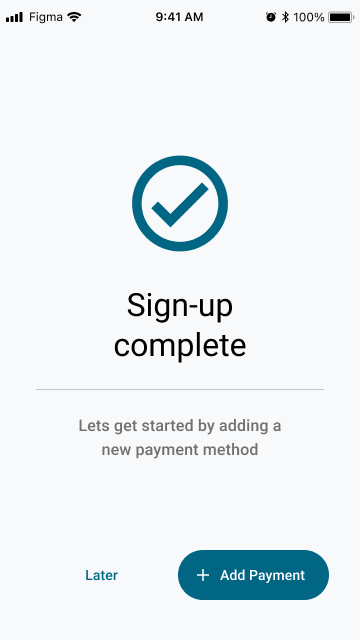 Figma 9:41 AM 100%
Sign-up
complete
Lets get started by adding a
new payment method
Later + Add Payment